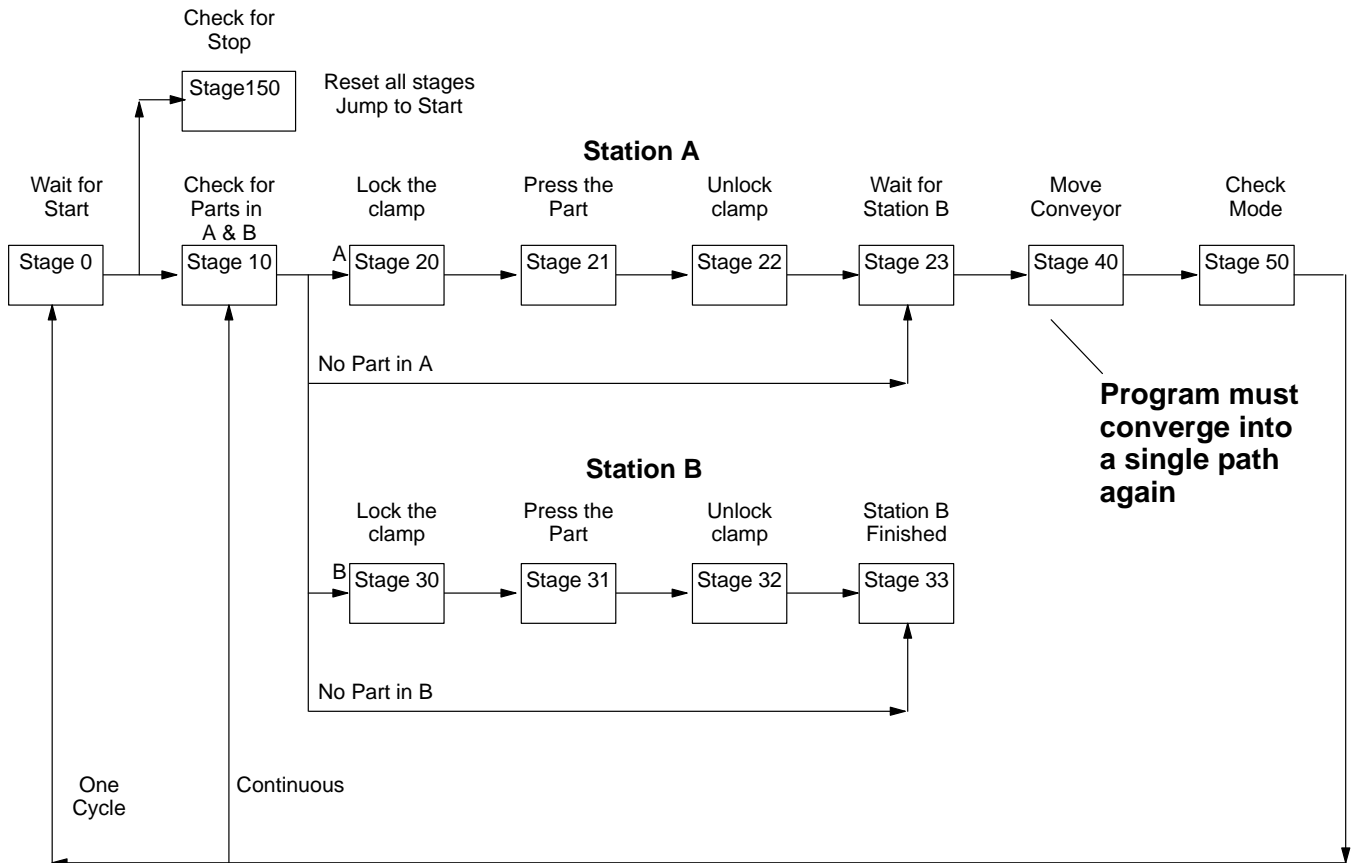 Check for
Stop
Stage150
Reset all stages
Jump to Start
Station A
Wait for
Start
Check for
Parts in
A & B
Lock the
clamp
Press the
Part
Unlock
clamp
Wait for
Station B
Move
Conveyor
Check
Mode
Stage 0
Stage 10
A
Stage 20
Stage 21
Stage 22
Stage 23
Stage 40
Stage 50
No Part in A
Program must
converge into
a single path
again
Station B
Lock the
clamp
Press the
Part
Unlock
clamp
Station B
Finished
B
Stage 30
Stage 31
Stage 32
Stage 33
No Part in B
One
Cycle
Continuous